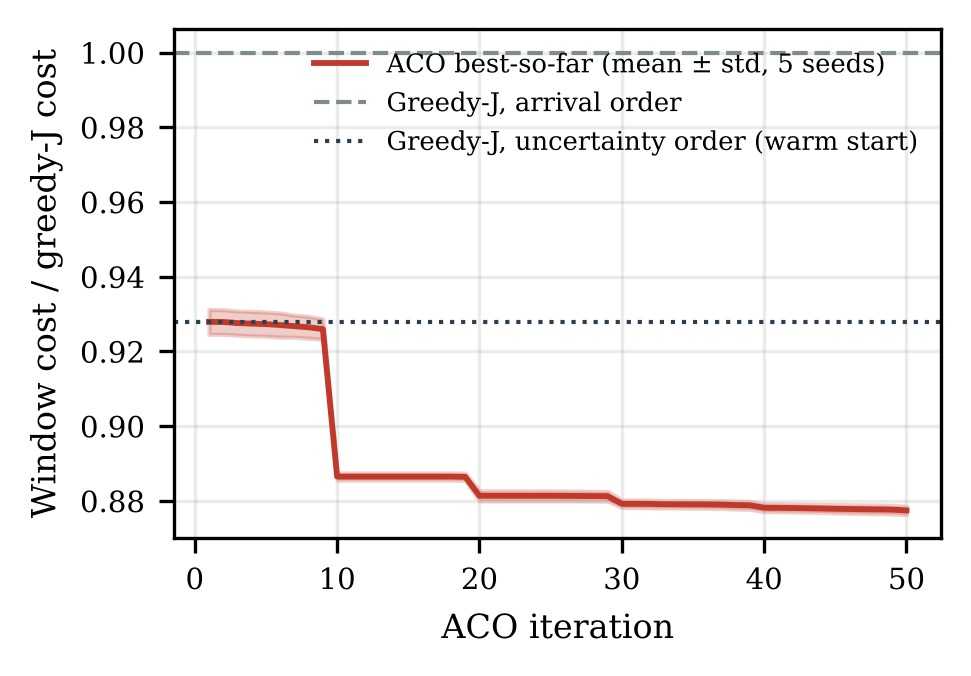 Window cost / greedy-J cost
1.00
0.98
0.96
0.94
0.92
0.90
0.88
ACO best-so-far (mean ± std, 5 seeds)
Greedy-J, arrival order
Greedy-J, uncertainty order (warm start)
0 10 20 30 40 50
ACO iteration